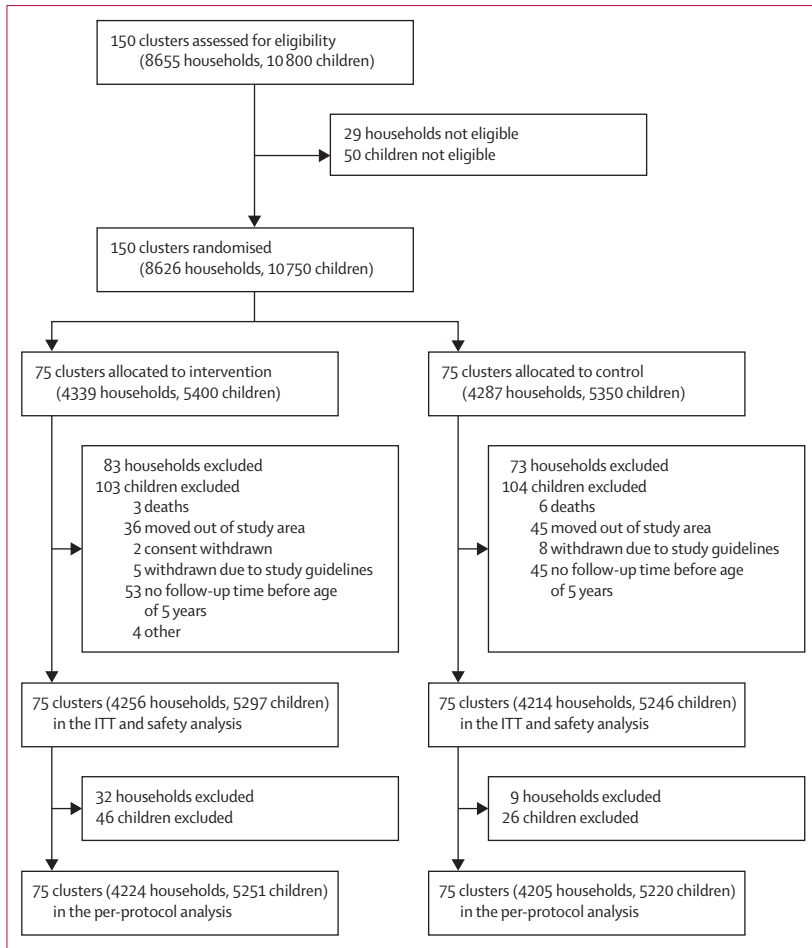 150 clusters assessed for eligibility
(8655 households, 10 800 children)
29 households not eligible
50 children not eligible
150 clusters randomised
(8626 households, 10 750 children)
75 clusters allocated to intervention
(4339 households, 5400 children)
75 clusters allocated to control
(4287 households, 5350 children)
83 households excluded
103 children excluded
3 deaths
36 moved out of study area
2 consent withdrawn
5 withdrawn due to study guidelines
53 no follow-up time before age
of 5 years
4 other
73 households excluded
104 children excluded
6 deaths
45 moved out of study area
8 withdrawn due to study guidelines
45 no follow-up time before age
of 5 years
75 clusters (4256 households, 5297 children)
in the ITT and safety analysis
75 clusters (4214 households, 5246 children)
in the ITT and safety analysis
32 households excluded
46 children excluded
9 households excluded
26 children excluded
75 clusters (4224 households, 5251 children)
in the per-protocol analysis
75 clusters (4205 households, 5220 children)
in the per-protocol analysis